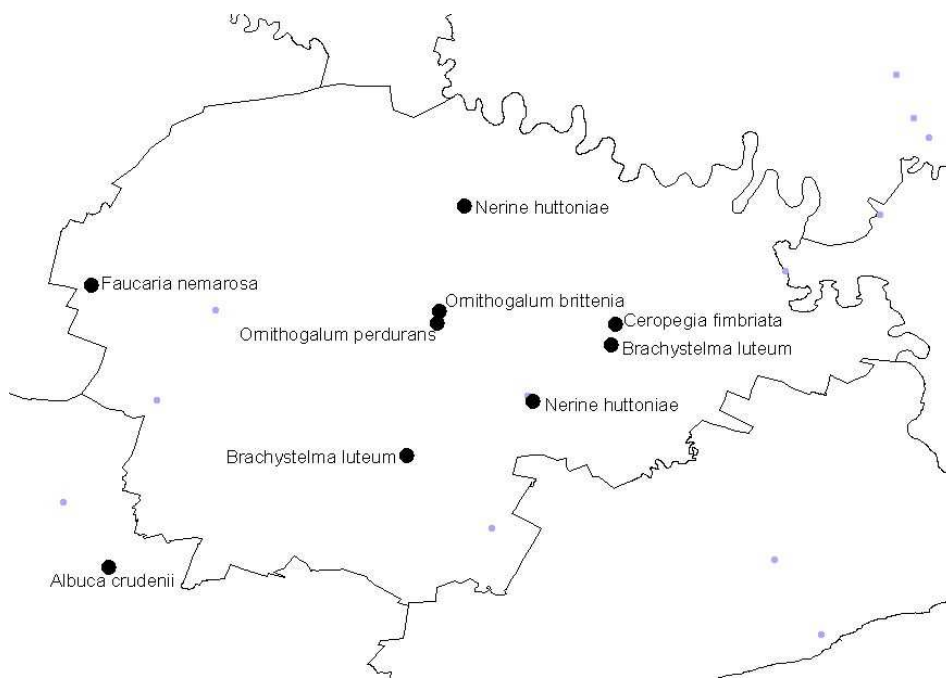 Nerine huttoniae
Faucaria nemarosa
Ornithogalum brittenia
Ornithogalum perdurans
Ceropegia fimbriata
Brachystelma luteum
Nerine huttoniae
Brachystelma luteum
Albuca crudenii